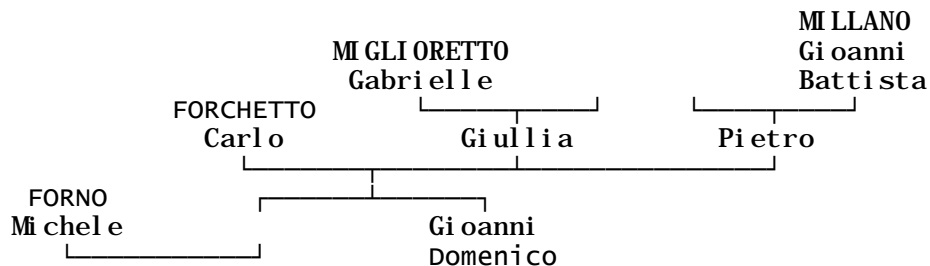 MILLANO
MIGLIORETTO Gioanni
Gabrielle Battista
FORCHETTO
Carlo Giullia Pietro
FORNO
Michele Gioanni
Domenico